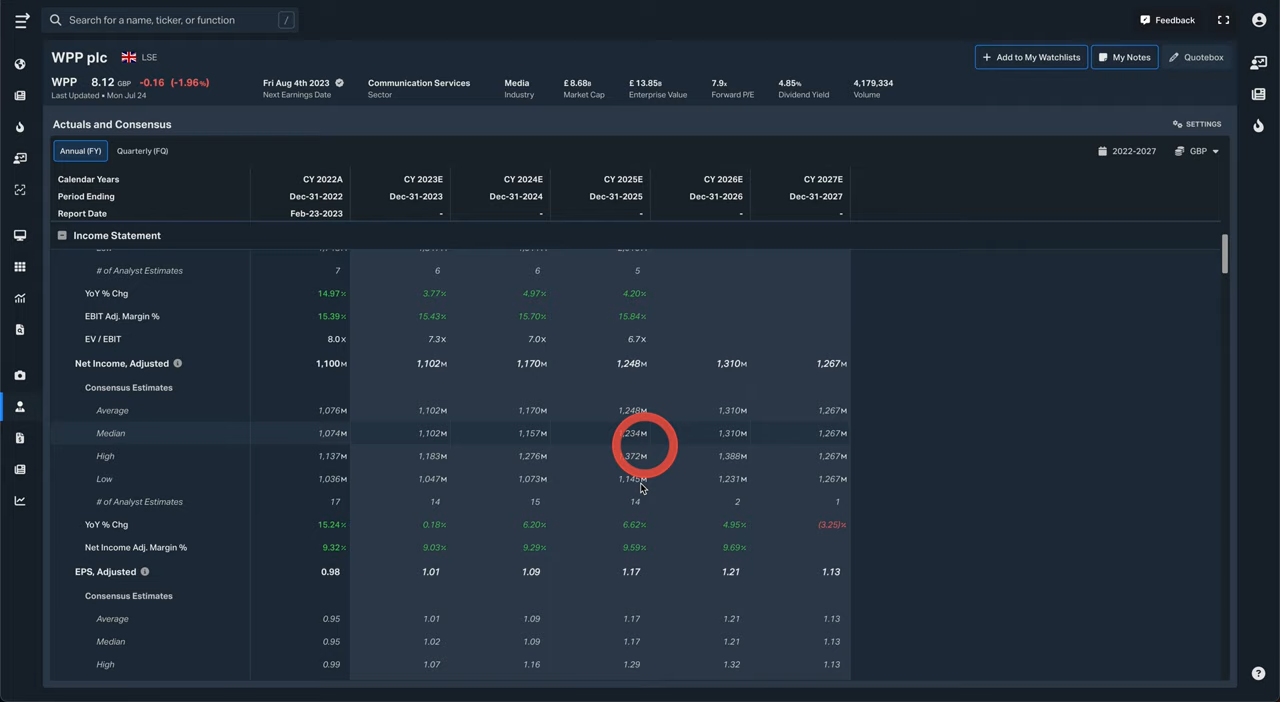 Search for a name, ticker, or function /
Feedback
WPP plc LSE
Add to My Watchlists My Notes Quotebox
WPP 8.12 GBP -0.16 (-1.96%) Fri Aug 4th 2023 Communication Services Media £ 8.68B £ 13.85B 7.9x 4.85% 4,179,334
Last Updated • Mon Jul 24 Next Earnings Date Sector Industry Market Cap Enterprise Value Forward P/E Dividend Yield Volume
Actuals and Consensus SETTINGS
Annual (FY) Quarterly (FQ) 2022-2027 GBP
Calendar Years CY 2022A CY 2023E CY 2024E CY 2025E CY 2026E CY 2027E
Period Ending Dec-31-2022 Dec-31-2023 Dec-31-2024 Dec-31-2025 Dec-31-2026 Dec-31-2027
Report Date Feb-23-2023 - - - - -
Income Statement
# of Analyst Estimates 7 6 6 5
YoY % Chg 14.97% 3.77% 4.97% 4.20%
EBIT Adj. Margin % 15.39% 15.43% 15.70% 15.84%
EV / EBIT 8.0X 7.3X 7.0X 6.7X
Net Income, Adjusted 1,100M 1,102M 1,170M 1,248M 1,310M 1,267M
Consensus Estimates
Average 1,076M 1,102M 1,170M 1,248M 1,310M 1,267M
Median 1,074M 1,102M 1,157M 1,234M 1,310M 1,267M
High 1,137M 1,183M 1,276M 1,372M 1,388M 1,267M
Low 1,036M 1,047M 1,073M 1,145M 1,231M 1,267M
# of Analyst Estimates 17 14 15 14 2 1
YoY % Chg 15.24% 0.18% 6.20% 6.62% 4.95% (3.25)%
Net Income Adj. Margin % 9.32% 9.03% 9.29% 9.59% 9.69%
EPS, Adjusted 0.98 1.01 1.09 1.17 1.21 1.13
Consensus Estimates
Average 0.95 1.01 1.09 1.17 1.21 1.13
Median 0.95 1.02 1.09 1.17 1.21 1.13
High 0.99 1.07 1.16 1.29 1.32 1.13